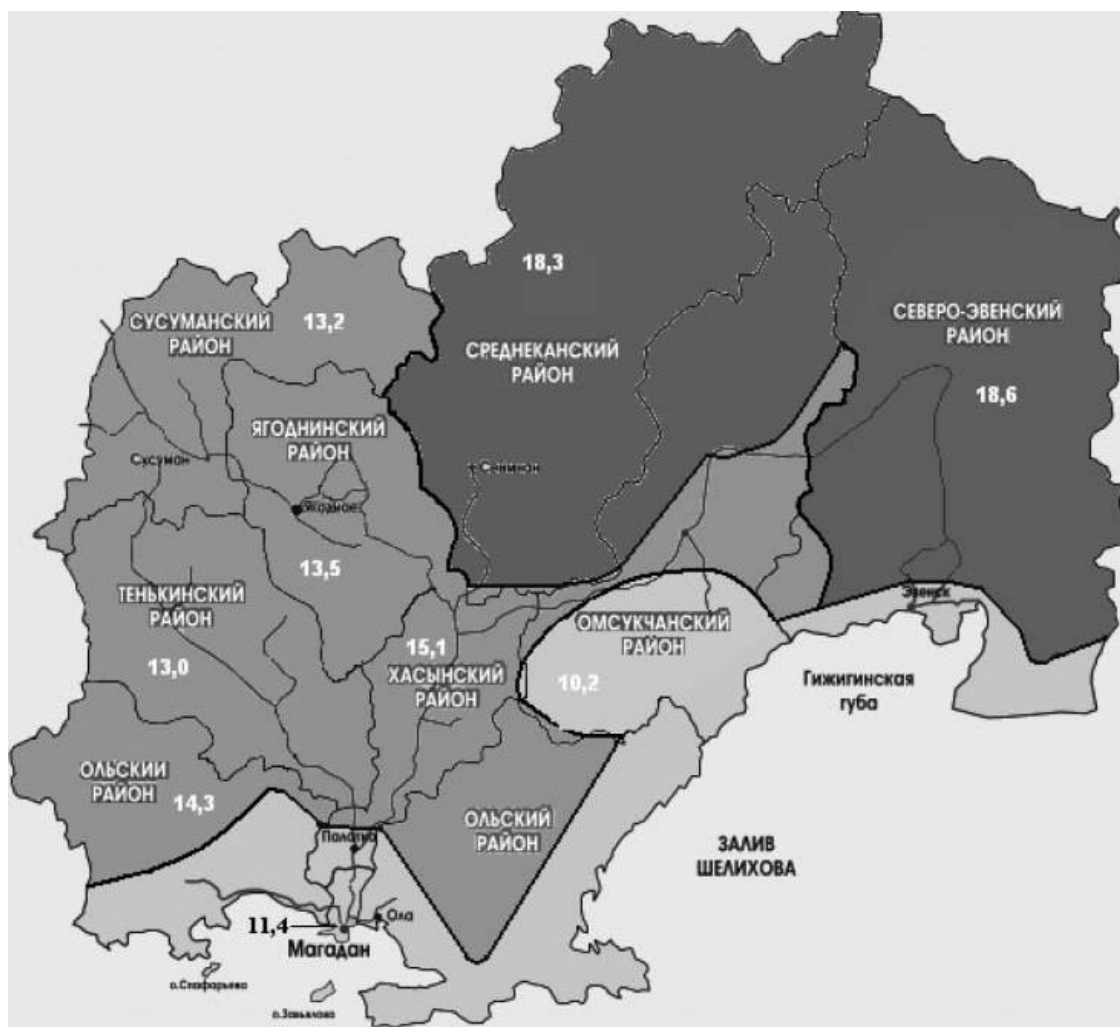 18,3
СУСУМАНСКИЙ
РАЙОН
13,2
СЕВЕРО-ЭВЕНСКИЙ
РАЙОН
СРЕДНЕКАНСКИЙ
РАЙОН
18,6
ЯГОДНИНСКИЙ
РАЙОН
Сусуман
Сеймчан
Ягодное
13,5
ТЕНЬКИНСКИЙ
РАЙОН
13,0
Эвенск
ОМСУКЧАНСКИЙ
РАЙОН
10,2
15,1
ХАСЫНСКИЙ
РАЙОН
Гижигинская
губа
ОЛЬСКИЙ
РАЙОН
14,3
ОЛЬСКИЙ
РАЙОН
Палатка
ЗАЛИВ
ШЕЛИХОВА
11,4
Ола
Магадан
о.Спафарьева
о.Завьялова